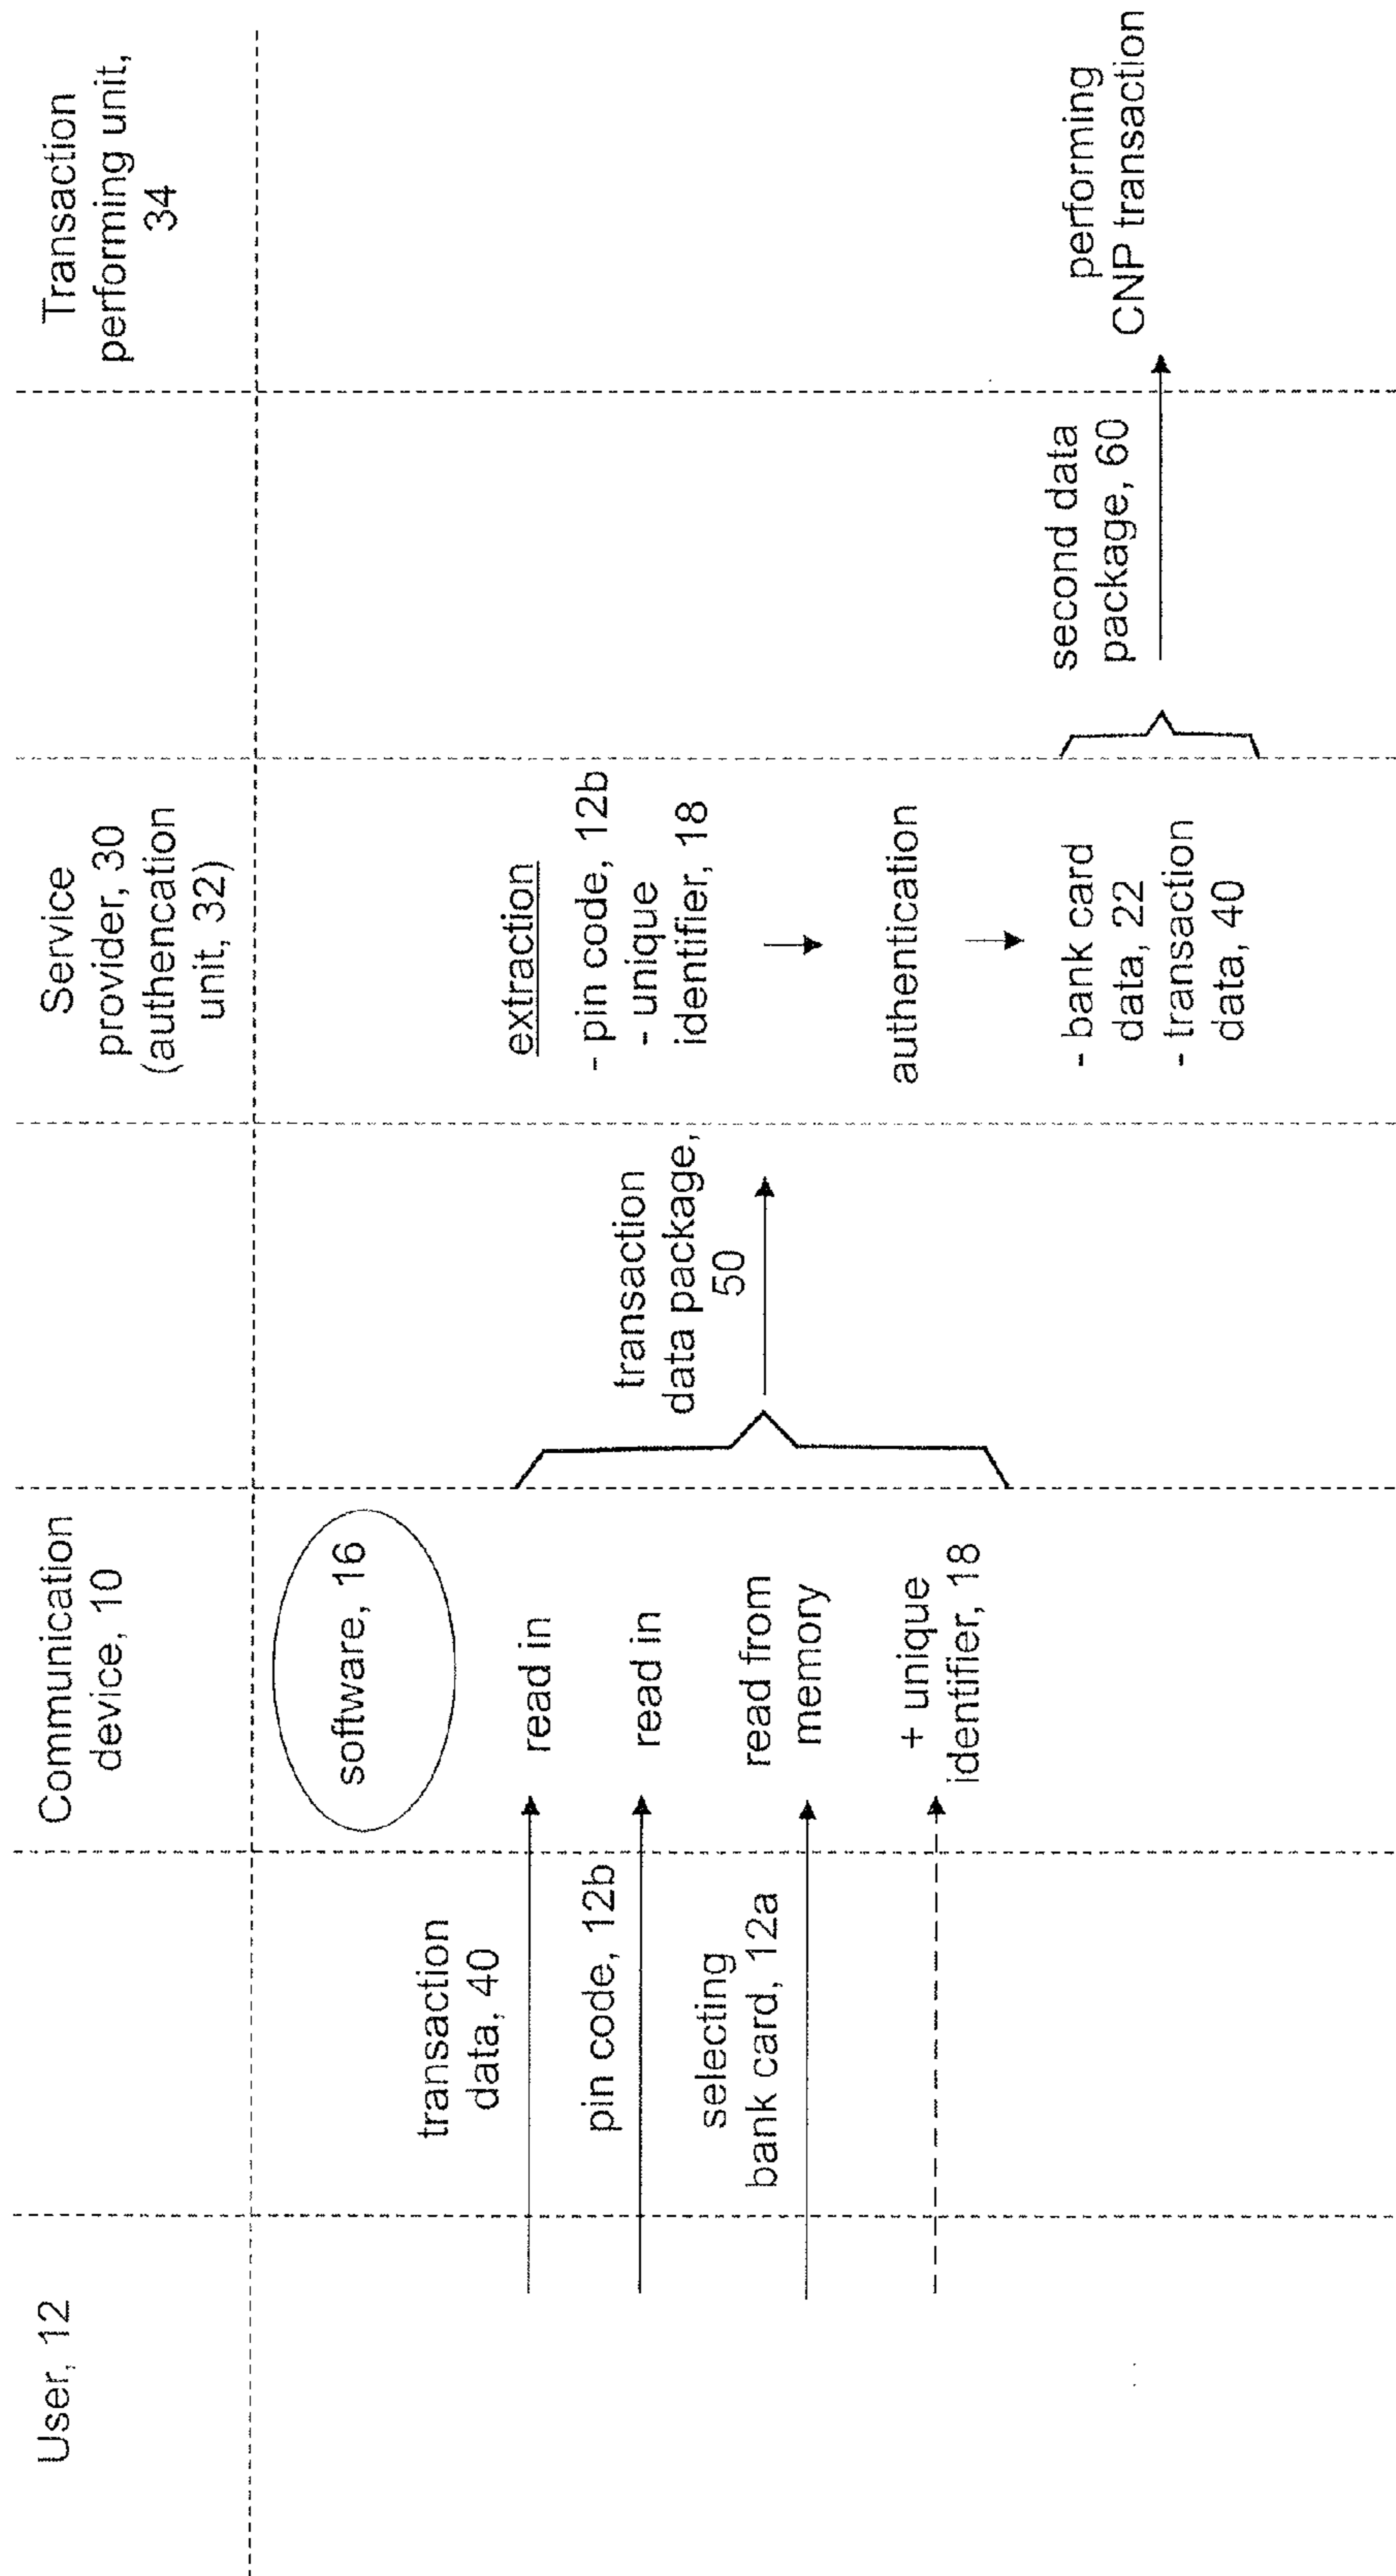 User, 12
Communication
device, 10
Service
provider, 30
(authencation
unit, 32)
Transaction
performing unit,
34
software, 16
transaction
data, 40
read in
pin code, 12b
read in
selecting
bank card, 12a
read from
memory
+ unique
identifier, 18
transaction
data package,
50
extraction
- pin code, 12b
- unique
identifier, 18
authentication
- bank card
data, 22
- transaction
data, 40
second data
package, 60
performing
CNP transaction